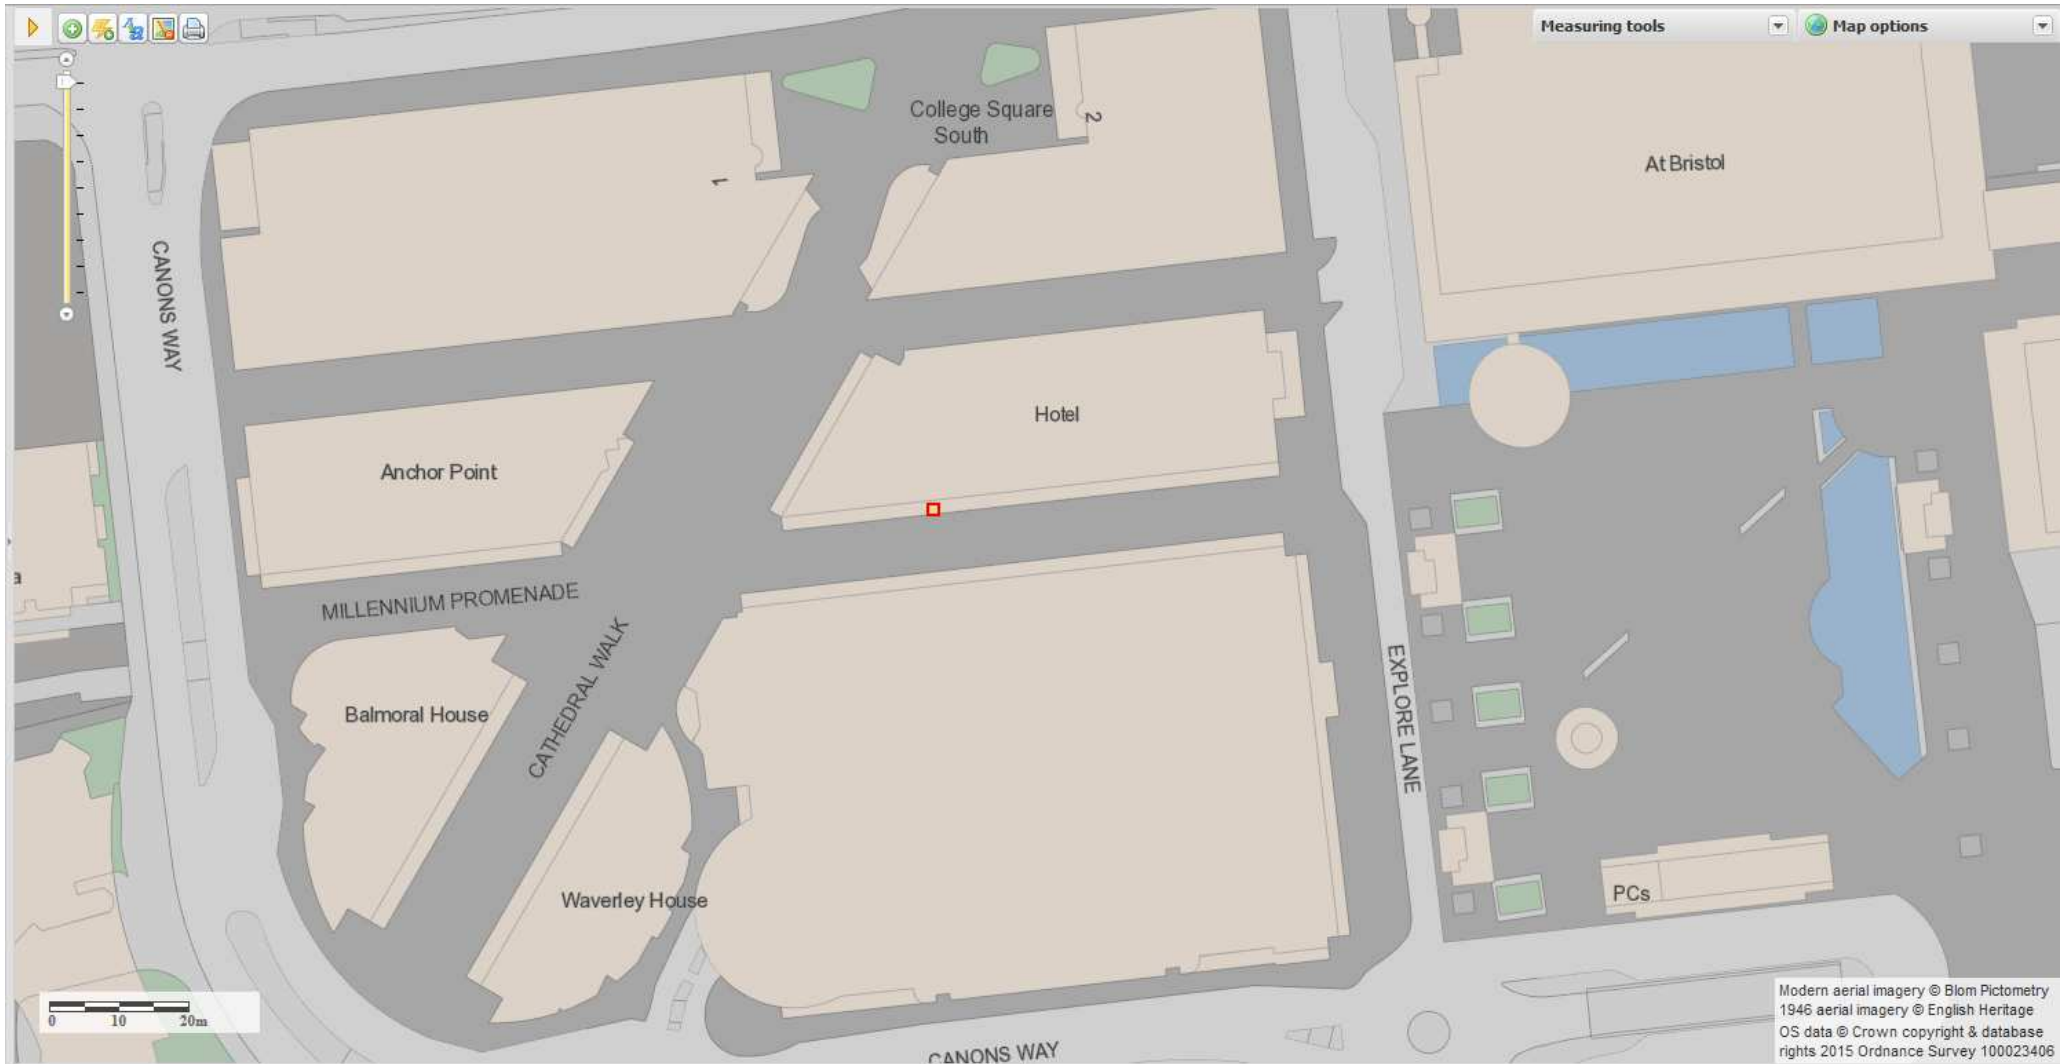 Measuring tools
Map options
College Square
South
2
1
At Bristol
CANONS WAY
Hotel
Anchor Point
MILLENNIUM PROMENADE
CATHEDRAL WALK
Balmoral House
EXPLORE LANE
Waverley House
PCs
a
0 10 20m
CANONS WAY
Modern aerial imagery © Blom Pictometry
1946 aerial imagery © English Heritage
OS data © Crown copyright & database
rights 2015 Ordnance Survey 100023406